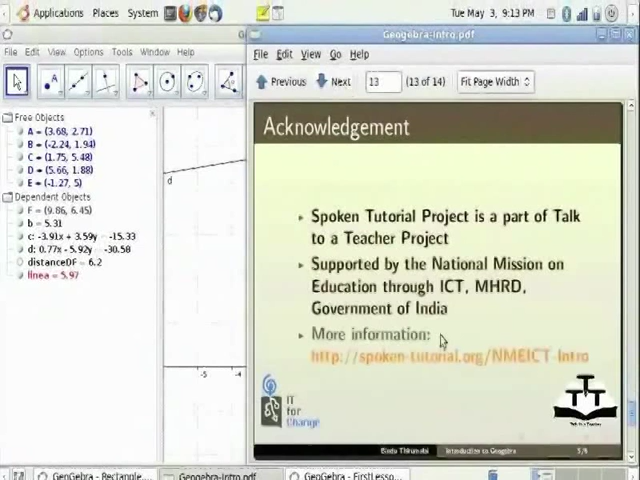 Applications Places System
Tue May 3, 9:13 PM
Geogebra-Intro.pdf
File Edit View Options Tools Window Help
File Edit View Go Help
Previous Next 13 (13 of 14) Fit Page Width
Free Objects
A = (3.68, 2.71)
B = (-2.24, 1.94)
C = (1.75, 5.48)
D = (5.66, 1.88)
E = (-1.27, 5)
Dependent Objects
F = (9.86, 6.45)
b = 5.31
c: -3.91x + 3.59y = -15.33
d: 0.77x - 5.92y = -30.58
distanceDF = 6.2
linea = 5.97
d
-5 -4
Acknowledgement
Spoken Tutorial Project is a part of Talk
to a Teacher Project
Supported by the National Mission on
Education through ICT, MHRD,
Government of India
More information:
http://spoken-tutorial.org/NMEICT-Intro
IT
for
Change
Talk to a Teacher
Bindu Thirumalai Introduction to Geogebra
GeoGebra - Rectangle.... Geogebra-Intro.pdf GeoGebra - FirstLesso...